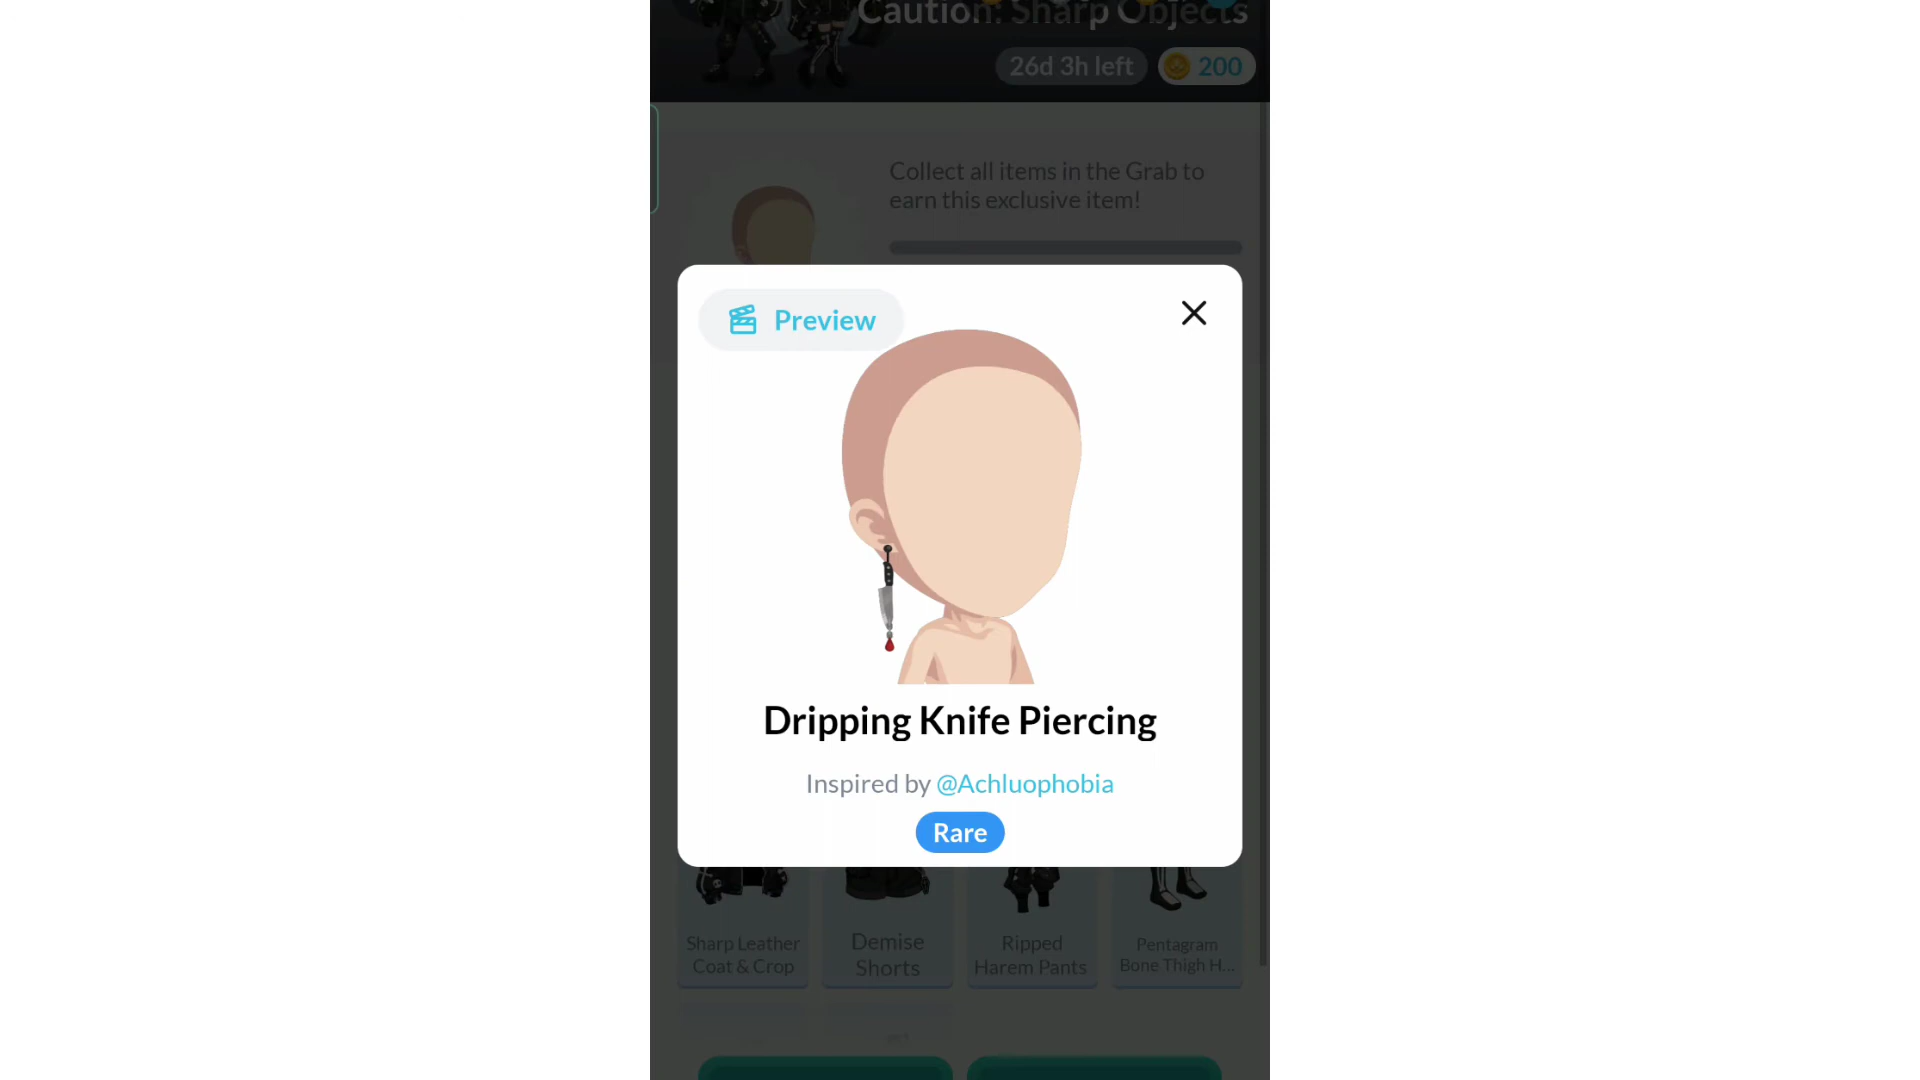 Caution: Sharp Objects
26d 3h left
200
Collect all items in the Grab to
earn this exclusive item!
Preview
Dripping Knife Piercing
Inspired by @Achluophobia
Rare
Sharp Leather
Coat & Crop
Demise
Shorts
Ripped
Harem Pants
Pentagram
Bone Thigh H...